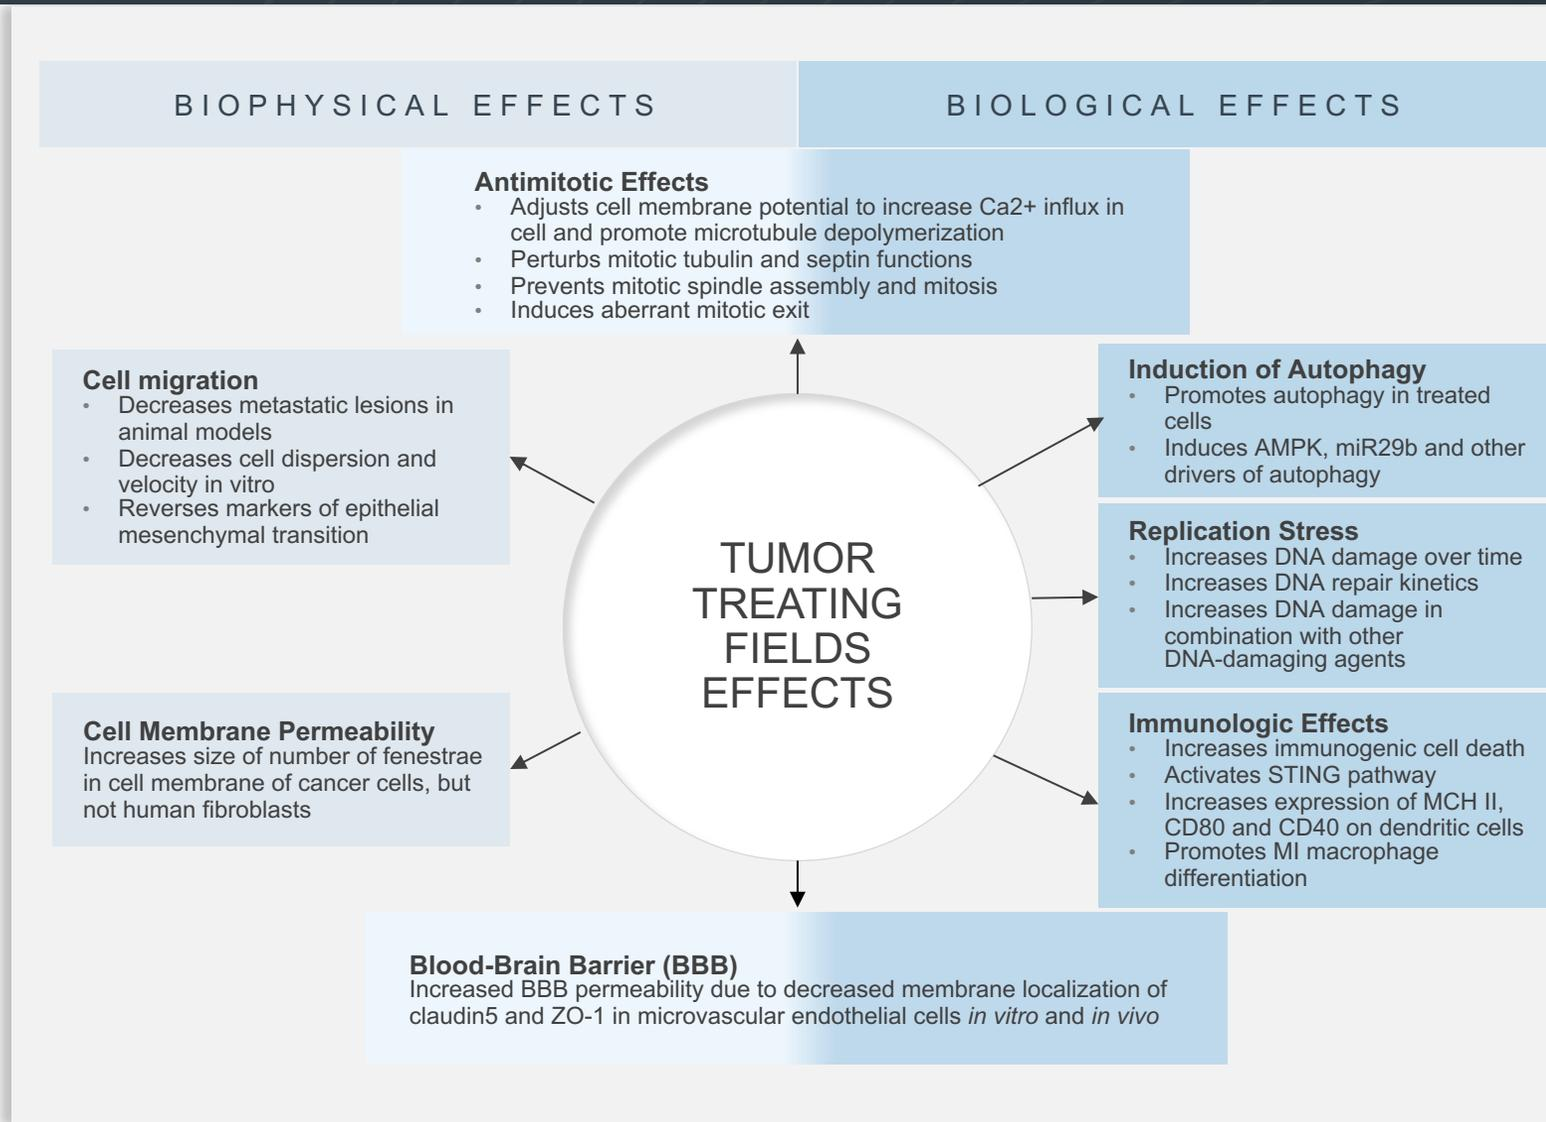 BIOPHYSICAL EFFECTS
BIOLOGICAL EFFECTS
Antimitotic Effects
• Adjusts cell membrane potential to increase Ca2+ influx in
cell and promote microtubule depolymerization
• Perturbs mitotic tubulin and septin functions
• Prevents mitotic spindle assembly and mitosis
• Induces aberrant mitotic exit
Cell migration
• Decreases metastatic lesions in
animal models
• Decreases cell dispersion and
velocity in vitro
• Reverses markers of epithelial
mesenchymal transition
Cell Membrane Permeability
Increases size of number of fenestrae
in cell membrane of cancer cells, but
not human fibroblasts
TUMOR
TREATING
FIELDS
EFFECTS
Induction of Autophagy
• Promotes autophagy in treated
cells
• Induces AMPK, miR29b and other
drivers of autophagy
Replication Stress
• Increases DNA damage over time
• Increases DNA repair kinetics
• Increases DNA damage in
combination with other
DNA-damaging agents
Immunologic Effects
• Increases immunogenic cell death
• Activates STING pathway
• Increases expression of MCH II,
CD80 and CD40 on dendritic cells
• Promotes MI macrophage
differentiation
Blood-Brain Barrier (BBB)
Increased BBB permeability due to decreased membrane localization of
claudin5 and ZO-1 in microvascular endothelial cells in vitro and in vivo